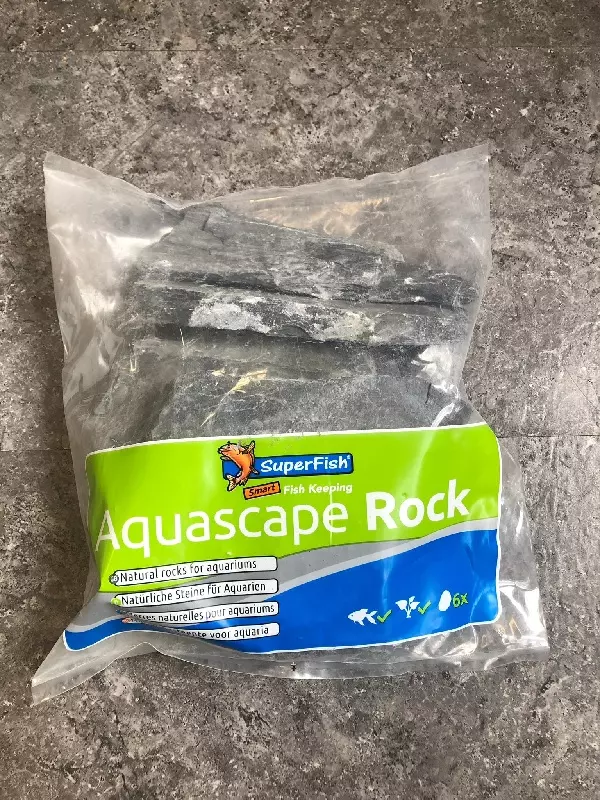 SuperFish®
Smart Fish Keeping
Aquascape Rock
Natural rocks for aquariums
Natürliche Steine für Aquarien
naturelles pour aquariums
voor aquaria
6x